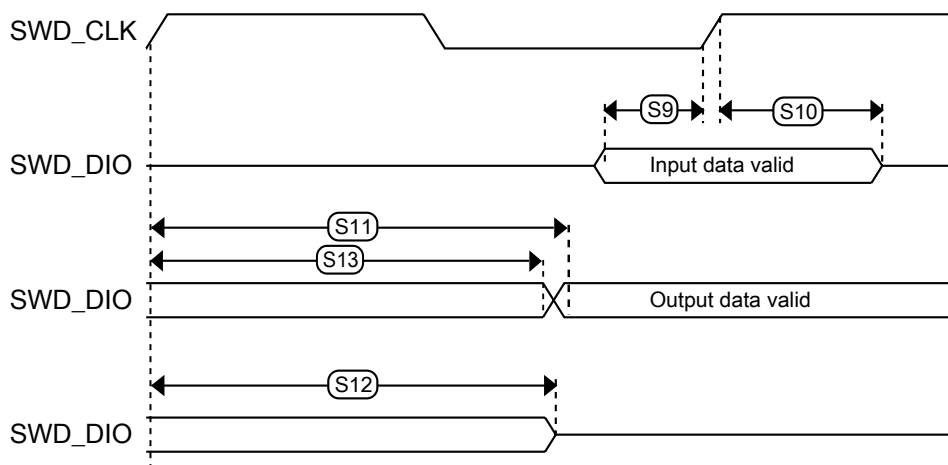 SWD_CLK
S9
S10
SWD_DIO
Input data valid
S11
S13
SWD_DIO
Output data valid
S12
SWD_DIO